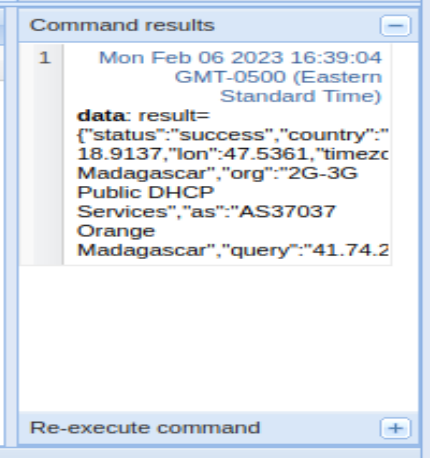 Command results
1 Mon Feb 06 2023 16:39:04
GMT-0500 (Eastern
Standard Time)
data: result=
{"status":"success","country":"
18.9137,"lon":47.5361,"timezo
Madagascar","org":"2G-3G
Public DHCP
Services","as":"AS37037
Orange
Madagascar","query":"41.74.2
Re-execute command